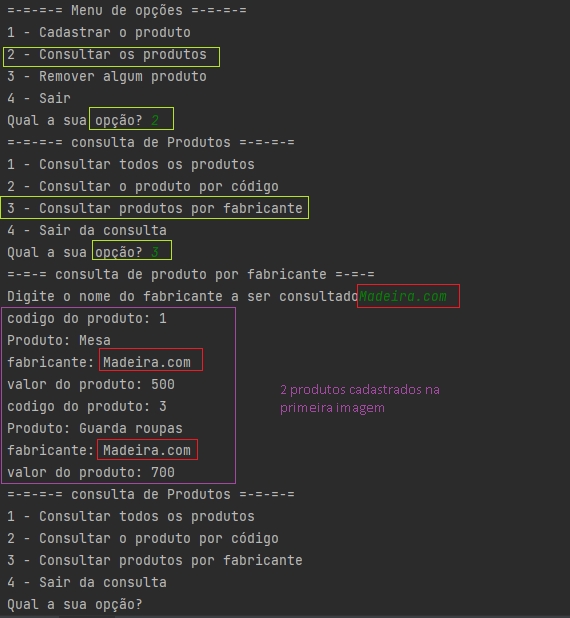 =-=-=-= Menu de opções =-=-=-=
1 - Cadastrar o produto
2 - Consultar os produtos
3 - Remover algum produto
4 - Sair
Qual a sua opção? 2
=-=-=-= consulta de Produtos =-=-=-=
1 - Consultar todos os produtos
2 - Consultar o produto por código
3 - Consultar produtos por fabricante
4 - Sair da consulta
Qual a sua opção? 3
=-=-= consulta de produto por fabricante =-=-=
Digite o nome do fabricante a ser consultadoMadeira.com
codigo do produto: 1
Produto: Mesa
fabricante: Madeira.com
valor do produto: 500
codigo do produto: 3
Produto: Guarda roupas
fabricante: Madeira.com
valor do produto: 700
2 produtos cadastrados na
primeira imagem
=-=-=-= consulta de Produtos =-=-=-=
1 - Consultar todos os produtos
2 - Consultar o produto por código
3 - Consultar produtos por fabricante
4 - Sair da consulta
Qual a sua opção?